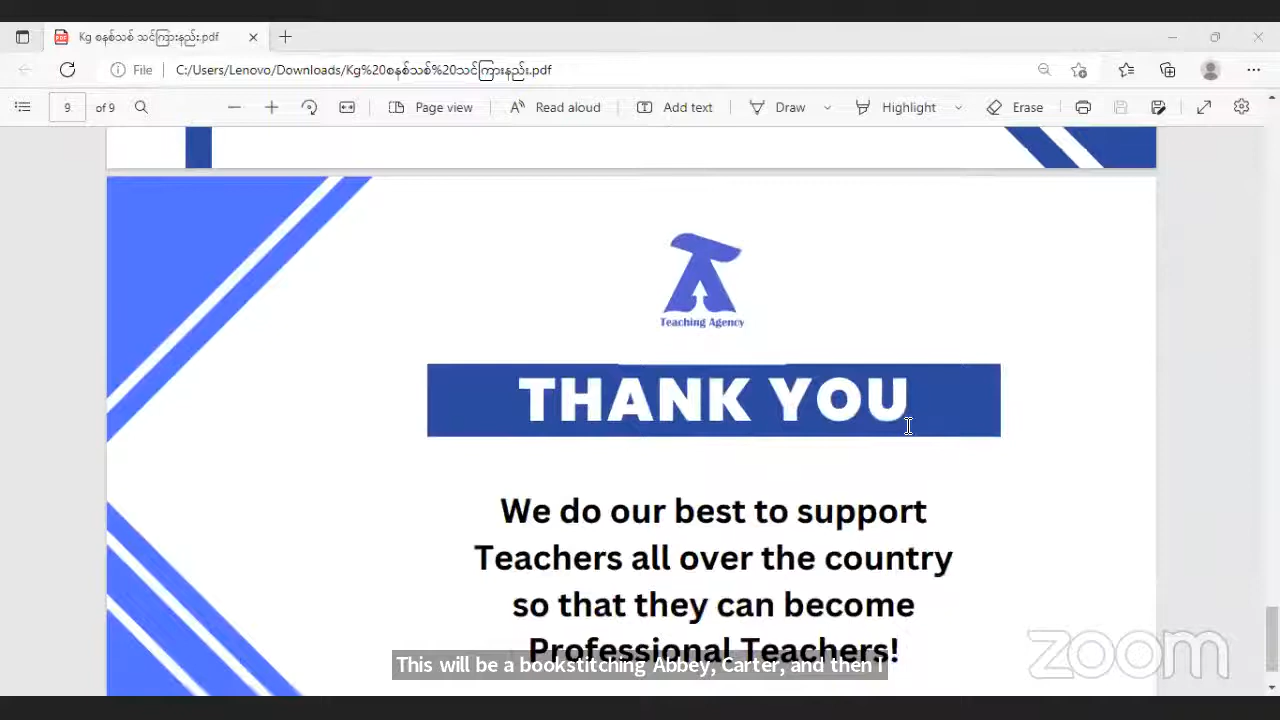 Kg စနစ်သစ် သင်ကြားနည်း.pdf
File
C:/Users/Lenovo/Downloads/Kg%20စနစ်သစ်%20သင်ကြားနည်း.pdf
9 of 9
Page view
Read aloud
Add text
Draw
Highlight
Erase
Teaching Agency
THANK YOU
We do our best to support
Teachers all over the country
so that they can become
Professional Teachers!
This will be a bookstitching Abbey, Carter, and then I
zoom